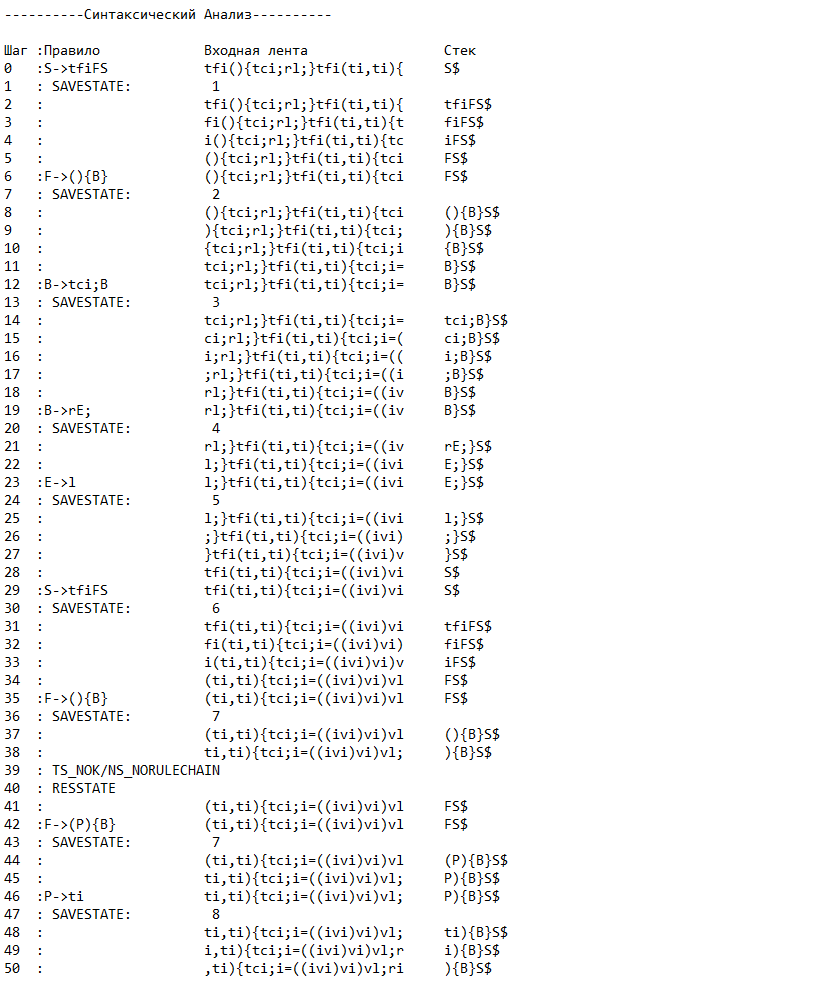 ----------Синтаксический Анализ----------
Шаг :Правило Входная лента Стек
0 :S->tfiFS tfi(){tci;rl;}tfi(ti,ti){ S$
1 : SAVESTATE: 1
2 : tfi(){tci;rl;}tfi(ti,ti){ tfiFS$
3 : fi(){tci;rl;}tfi(ti,ti){t fiFS$
4 : i(){tci;rl;}tfi(ti,ti){tc iFS$
5 : (){tci;rl;}tfi(ti,ti){tci FS$
6 :F->(){B} (){tci;rl;}tfi(ti,ti){tci FS$
7 : SAVESTATE: 2
8 : (){tci;rl;}tfi(ti,ti){tci (){B}S$
9 : ){tci;rl;}tfi(ti,ti){tci; ){B}S$
10 : {tci;rl;}tfi(ti,ti){tci;i {B}S$
11 : tci;rl;}tfi(ti,ti){tci;i= B}S$
12 :B->tci;B tci;rl;}tfi(ti,ti){tci;i= B}S$
13 : SAVESTATE: 3
14 : tci;rl;}tfi(ti,ti){tci;i= tci;B}S$
15 : ci;rl;}tfi(ti,ti){tci;i=( ci;B}S$
16 : i;rl;}tfi(ti,ti){tci;i=(( i;B}S$
17 : ;rl;}tfi(ti,ti){tci;i=((i ;B}S$
18 : rl;}tfi(ti,ti){tci;i=((iv B}S$
19 :B->rE; rl;}tfi(ti,ti){tci;i=((iv B}S$
20 : SAVESTATE: 4
21 : rl;}tfi(ti,ti){tci;i=((iv rE;}S$
22 : l;}tfi(ti,ti){tci;i=((ivi E;}S$
23 :E->l l;}tfi(ti,ti){tci;i=((ivi E;}S$
24 : SAVESTATE: 5
25 : l;}tfi(ti,ti){tci;i=((ivi l;}S$
26 : ;}tfi(ti,ti){tci;i=((ivi) ;}S$
27 : }tfi(ti,ti){tci;i=((ivi)v }S$
28 : tfi(ti,ti){tci;i=((ivi)vi S$
29 :S->tfiFS tfi(ti,ti){tci;i=((ivi)vi S$
30 : SAVESTATE: 6
31 : tfi(ti,ti){tci;i=((ivi)vi tfiFS$
32 : fi(ti,ti){tci;i=((ivi)vi) fiFS$
33 : i(ti,ti){tci;i=((ivi)vi)v iFS$
34 : (ti,ti){tci;i=((ivi)vi)vl FS$
35 :F->(){B} (ti,ti){tci;i=((ivi)vi)vl FS$
36 : SAVESTATE: 7
37 : (ti,ti){tci;i=((ivi)vi)vl (){B}S$
38 : ti,ti){tci;i=((ivi)vi)vl; ){B}S$
39 : TS_NOK/NS_NORULECHAIN
40 : RESSTATE
41 : (ti,ti){tci;i=((ivi)vi)vl FS$
42 :F->(P){B} (ti,ti){tci;i=((ivi)vi)vl FS$
43 : SAVESTATE: 7
44 : (ti,ti){tci;i=((ivi)vi)vl (P){B}S$
45 : ti,ti){tci;i=((ivi)vi)vl; P){B}S$
46 :P->ti ti,ti){tci;i=((ivi)vi)vl; P){B}S$
47 : SAVESTATE: 8
48 : ti,ti){tci;i=((ivi)vi)vl; ti){B}S$
49 : i,ti){tci;i=((ivi)vi)vl;r i){B}S$
50 : ,ti){tci;i=((ivi)vi)vl;ri ){B}S$